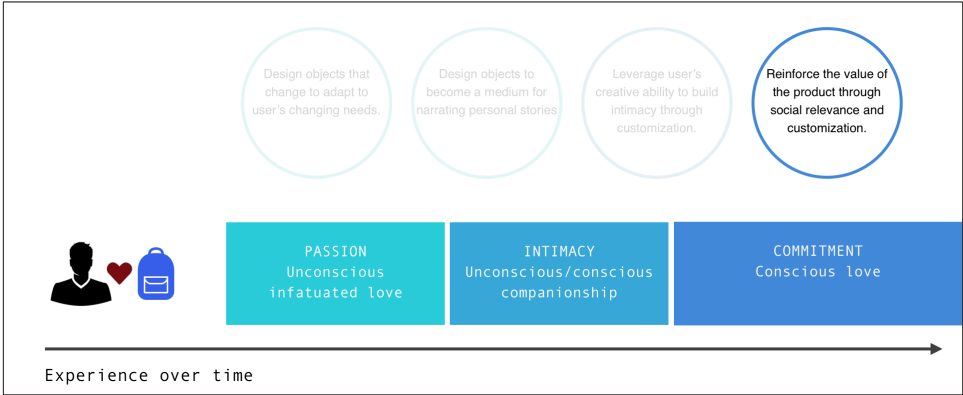 Design objects that
change to adapt to
user's changing needs.
Design objects to
become a medium for
narrating personal stories
Leverage user's
creative ability to build
intimacy through
customization.
Reinforce the value of
the product through
social relevance and
customization.
PASSION
Unconscious
infatuated love
INTIMACY
Unconscious/conscious
companionship
COMMITMENT
Conscious love
Experience over time